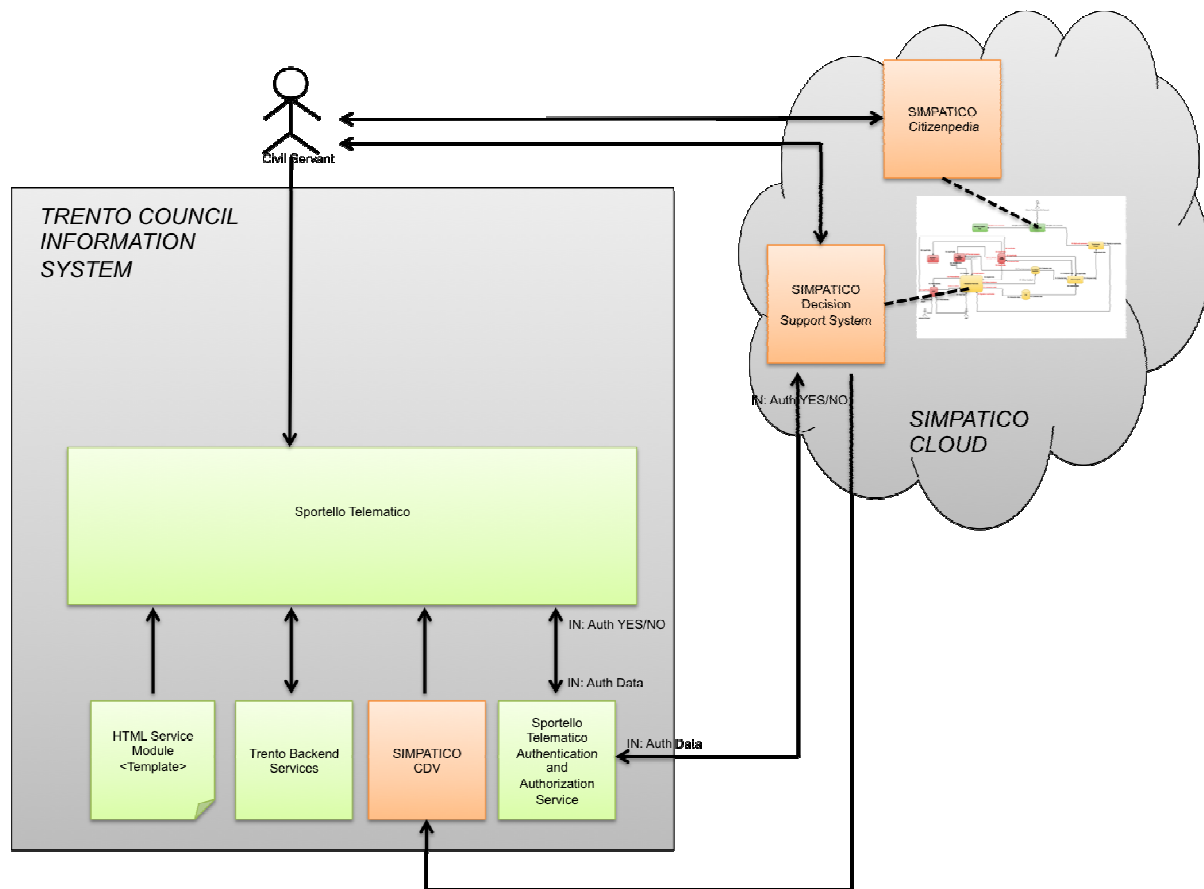 SIMPATICO
Citizenpedia
Civil Servant
TRENTO COUNCIL
INFORMATION
SYSTEM
SIMPATICO
Decision
Support System
IN: Auth YES/NO
SIMPATICO
CLOUD
Sportello Telematico
IN: Auth YES/NO
IN: Auth Data
HTML Service
Module
<Template>
Trento Backend
Services
SIMPATICO
CDV
Sportello
Telematico
Authentication
and
Authorization
Service
IN: Auth Data